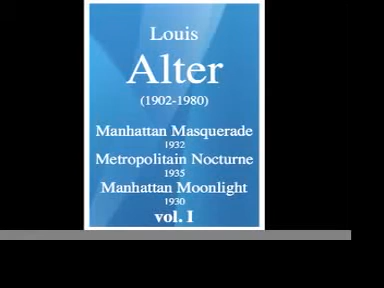 Louis
Alter
(1902-1980)
Manhattan Masquerade
1932
Metropolitain Nocturne
1935
Manhattan Moonlight
1930
vol. I